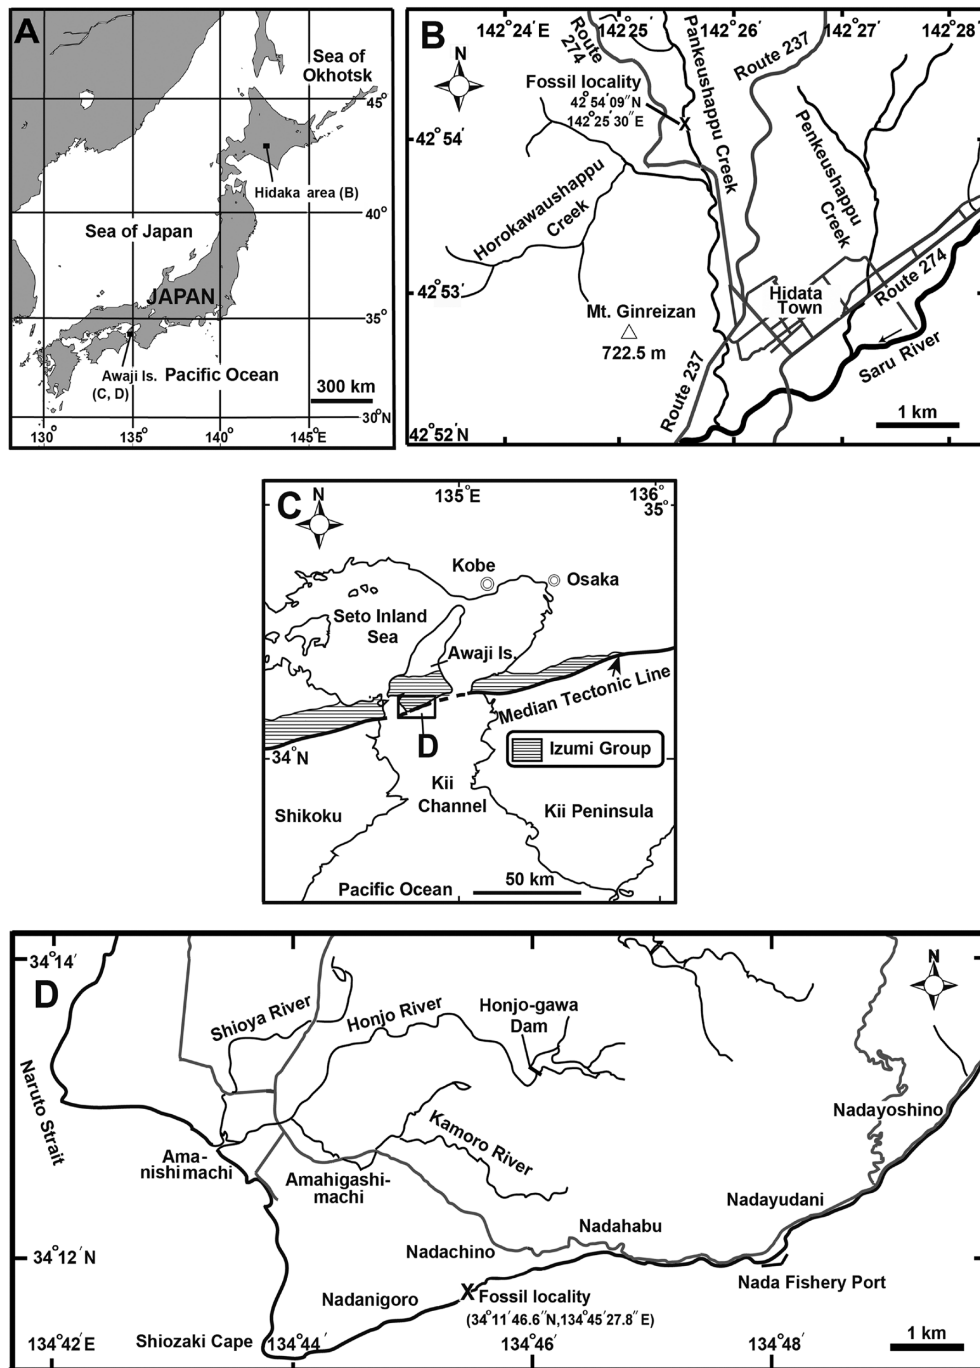 A
Sea of
Okhotsk
45°
Hidaka area (B)
40°
Sea of Japan
JAPAN
35°
Awaji Is.
(C, D)
Pacific Ocean
300 km
30°N
130°
135°
140°
145°E
B
142°24′E
142°25′
142°26′
142°27′
142°28′
N
Route
274
Pankeushappu Creek
Route 237
Fossil locality
42°54′09″N
142°25′30″E
X
42°54′
Penkeushappu
Creek
Horokawaushappu
Creek
42°53′
Hidata
Town
Route 274
Mt. Ginreizan
722.5 m
Saru River
Route 237
1 km
42°52′N
C
N
135°E
136°
35°
Kobe
Osaka
Seto Inland
Sea
Awaji Is.
Median Tectonic Line
D
Izumi Group
34°N
Kii
Channel
Shikoku
Kii Peninsula
50 km
Pacific Ocean
34°14′
D
N
Shioya River
Honjo River
Honjo-gawa
Dam
Naruto Strait
Nadayoshino
Kamoro River
Ama-
nishimachi
Amahigashi-
machi
Nadayudani
Nadahabu
34°12′N
Nadachino
Nada Fishery Port
X
Fossil locality
(34°11′46.6″N,134°45′27.8″E)
Nadanigoro
Shiozaki Cape
1 km
134°42′E
134°44′
134°46′
134°48′